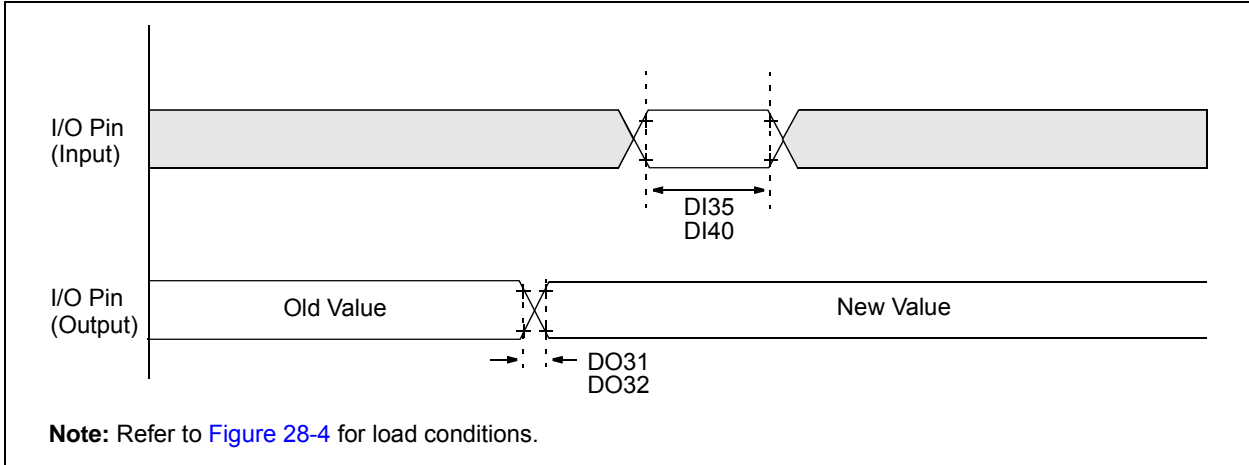 I/O Pin
(Input)
DI35
DI40
I/O Pin
(Output)
Old Value
New Value
DO31
DO32
Note: Refer to Figure 28-4 for load conditions.